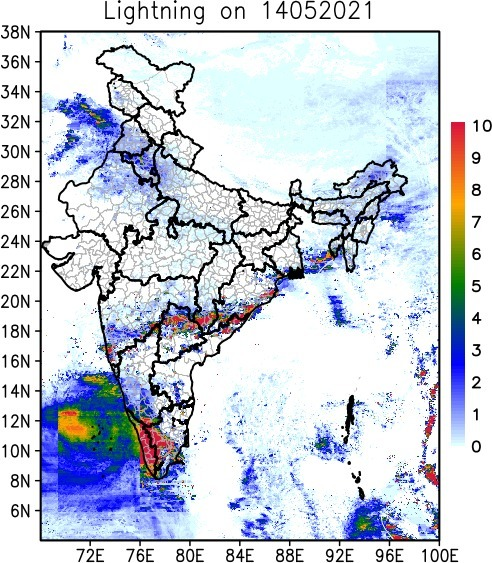 Lightning on 14052021
38N
36N
34N
32N
30N
28N
26N
24N
22N
20N
18N
16N
14N
12N
10N
8N
6N
72E 76E 80E 84E 88E 92E 96E 100E
10
9
8
7
6
5
4
3
2
1
0